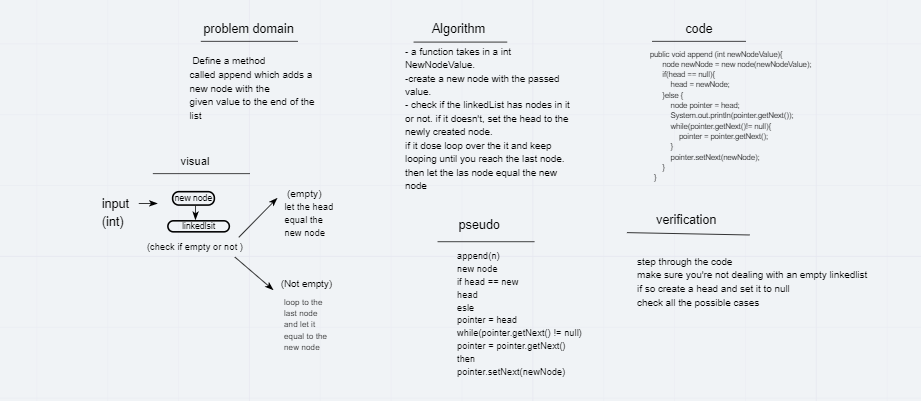 problem domain
Define a method
called append which adds a
new node with the
given value to the end of the
list
visual
input
(int)
new node
linkedlsit
(check if empty or not )
(empty)
let the head
equal the
new node
(Not empty)
loop to the
last node
and let it
equal to the
new node
Algorithm
- a function takes in a int
NewNodeValue.
-create a new node with the passed
value.
- check if the linkedList has nodes in it
or not. if it doesn't, set the head to the
newly created node.
if it dose loop over the it and keep
looping until you reach the last node.
then let the las node equal the new
node
pseudo
append(n)
new node
if head == new
head
esle
pointer = head
while(pointer.getNext() != null)
pointer = pointer.getNext()
then
pointer.setNext(newNode)
code
public void append (int newNodeValue){
node newNode = new node(newNodeValue);
if(head == null){
head = newNode;
}else {
node pointer = head;
System.out.println(pointer.getNext());
while(pointer.getNext()!= null){
pointer = pointer.getNext();
}
pointer.setNext(newNode);
}
}
verification
step through the code
make sure you're not dealing with an empty linkedlist
if so create a head and set it to null
check all the possible cases